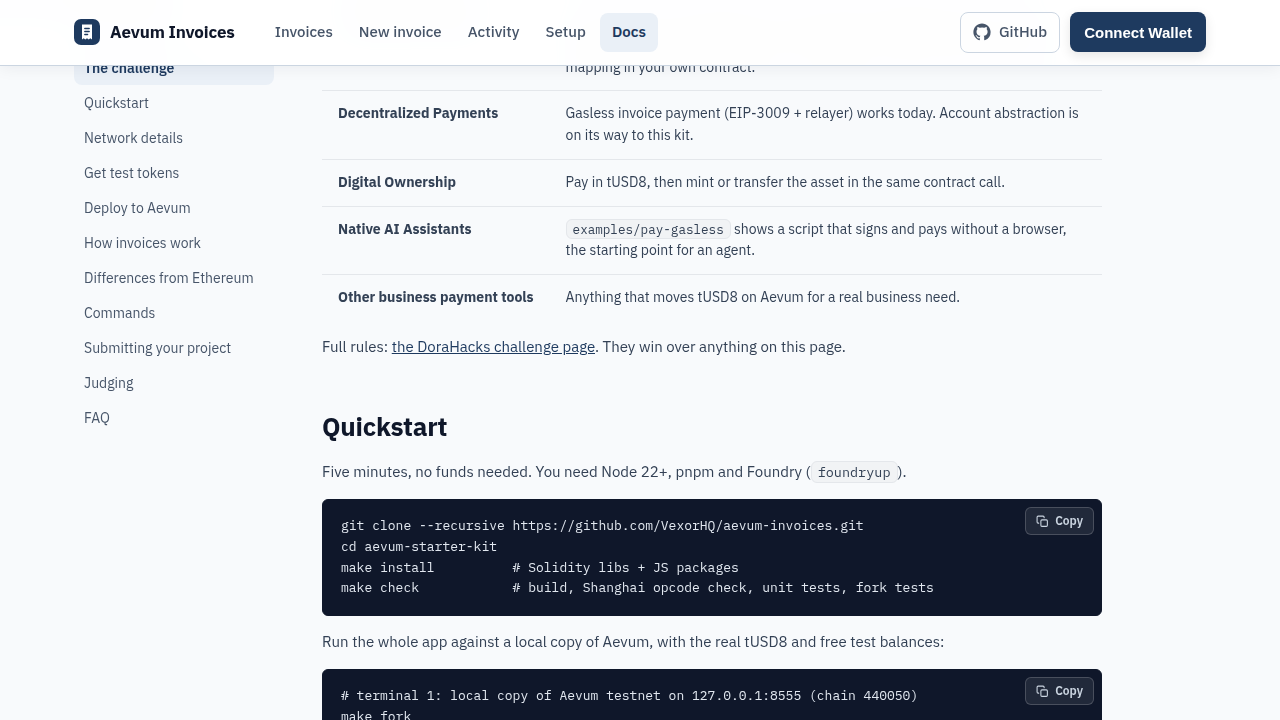 Aevum Invoices
Invoices
New invoice
Activity
Setup
Docs
GitHub
Connect Wallet
The challenge
Quickstart
Network details
Get test tokens
Deploy to Aevum
How invoices work
Differences from Ethereum
Commands
Submitting your project
Judging
FAQ
mapping in your own contract.
Decentralized Payments
Gasless invoice payment (EIP-3009 + relayer) works today. Account abstraction is
on its way to this kit.
Digital Ownership
Pay in tUSD8, then mint or transfer the asset in the same contract call.
Native AI Assistants
examples/pay-gasless shows a script that signs and pays without a browser,
the starting point for an agent.
Other business payment tools
Anything that moves tUSD8 on Aevum for a real business need.
Full rules: the DoraHacks challenge page. They win over anything on this page.
Quickstart
Five minutes, no funds needed. You need Node 22+, pnpm and Foundry (foundryup).
Copy
git clone --recursive https://github.com/VexorHQ/aevum-invoices.git
cd aevum-starter-kit
make install # Solidity libs + JS packages
make check # build, Shanghai opcode check, unit tests, fork tests
Run the whole app against a local copy of Aevum, with the real tUSD8 and free test balances:
Copy
# terminal 1: local copy of Aevum testnet on 127.0.0.1:8555 (chain 440050)
make fork